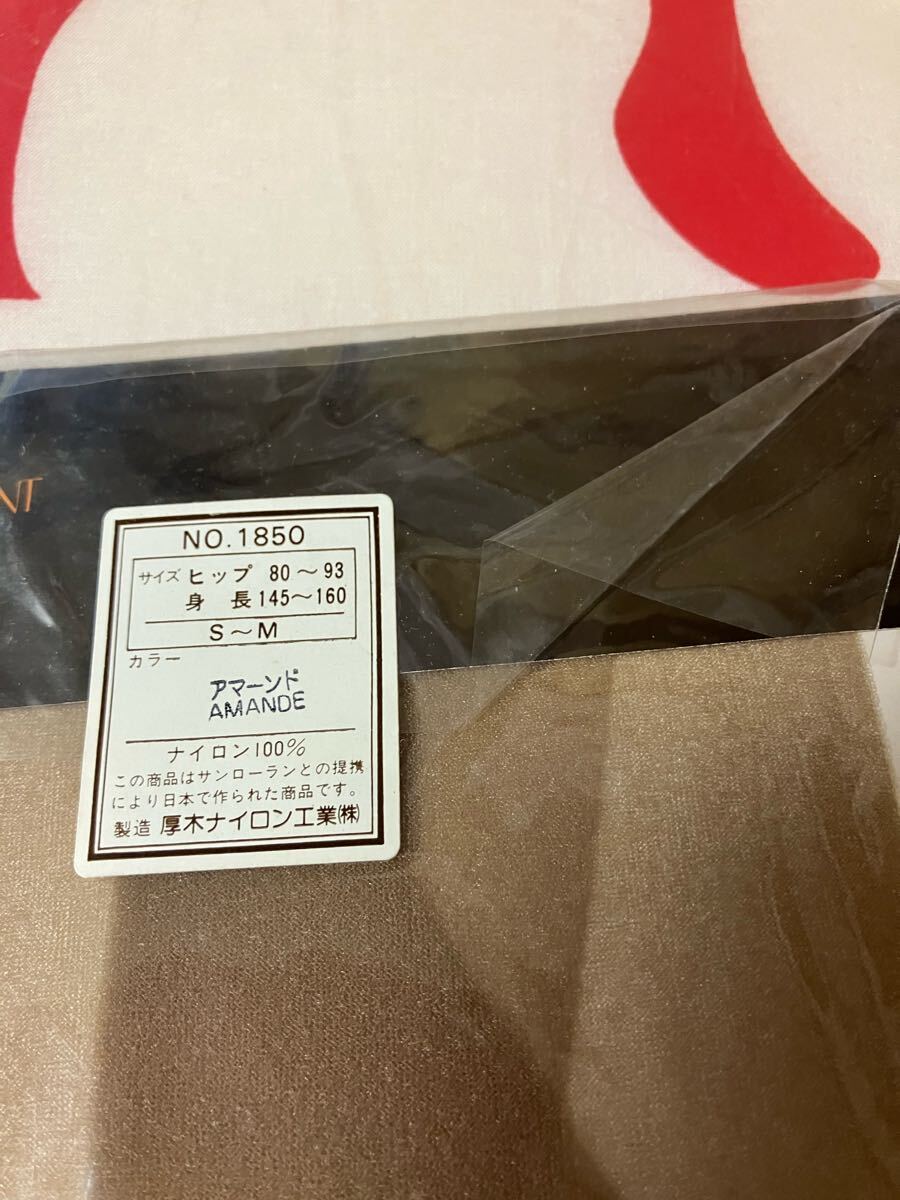 NT
NO.1850
サイズ ヒップ 80～93
身 長 145～160
S～M
カラー
アマーンド
AMANDE
ナイロン100%
この商品はサンローランとの提携
により日本で作られた商品です。
製造 厚木ナイロン工業㈱